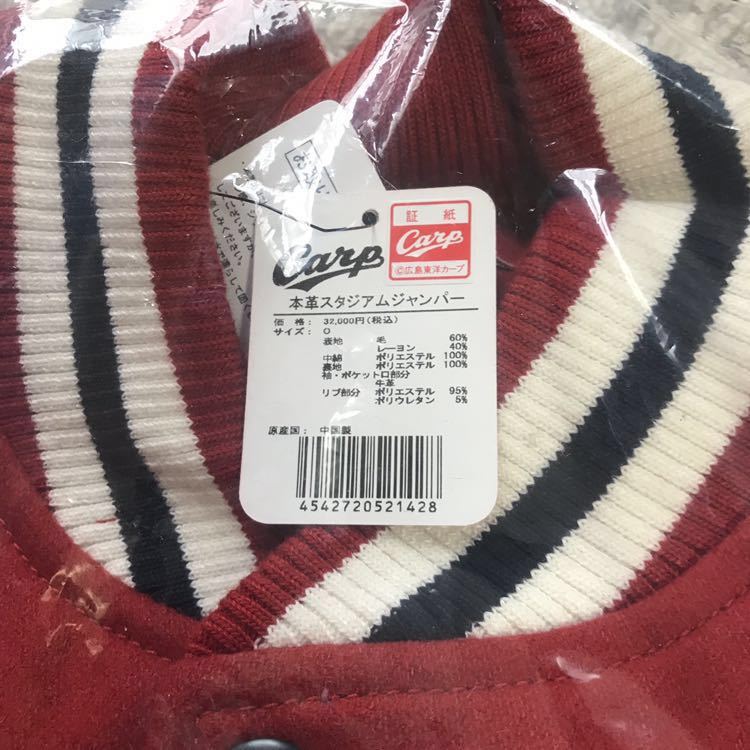 証紙
Carp
©広島東洋カープ
Carp
本革スタジアムジャンパー
価 格： 32,000円(税込)
サイズ： O
表地 毛 60%
レーヨン 40%
中綿 ポリエステル 100%
裏地 ポリエステル 100%
袖・ポケット口部分
牛革
リブ部分 ポリエステル 95%
ポリウレタン 5%
原産国： 中国製
4542720521428